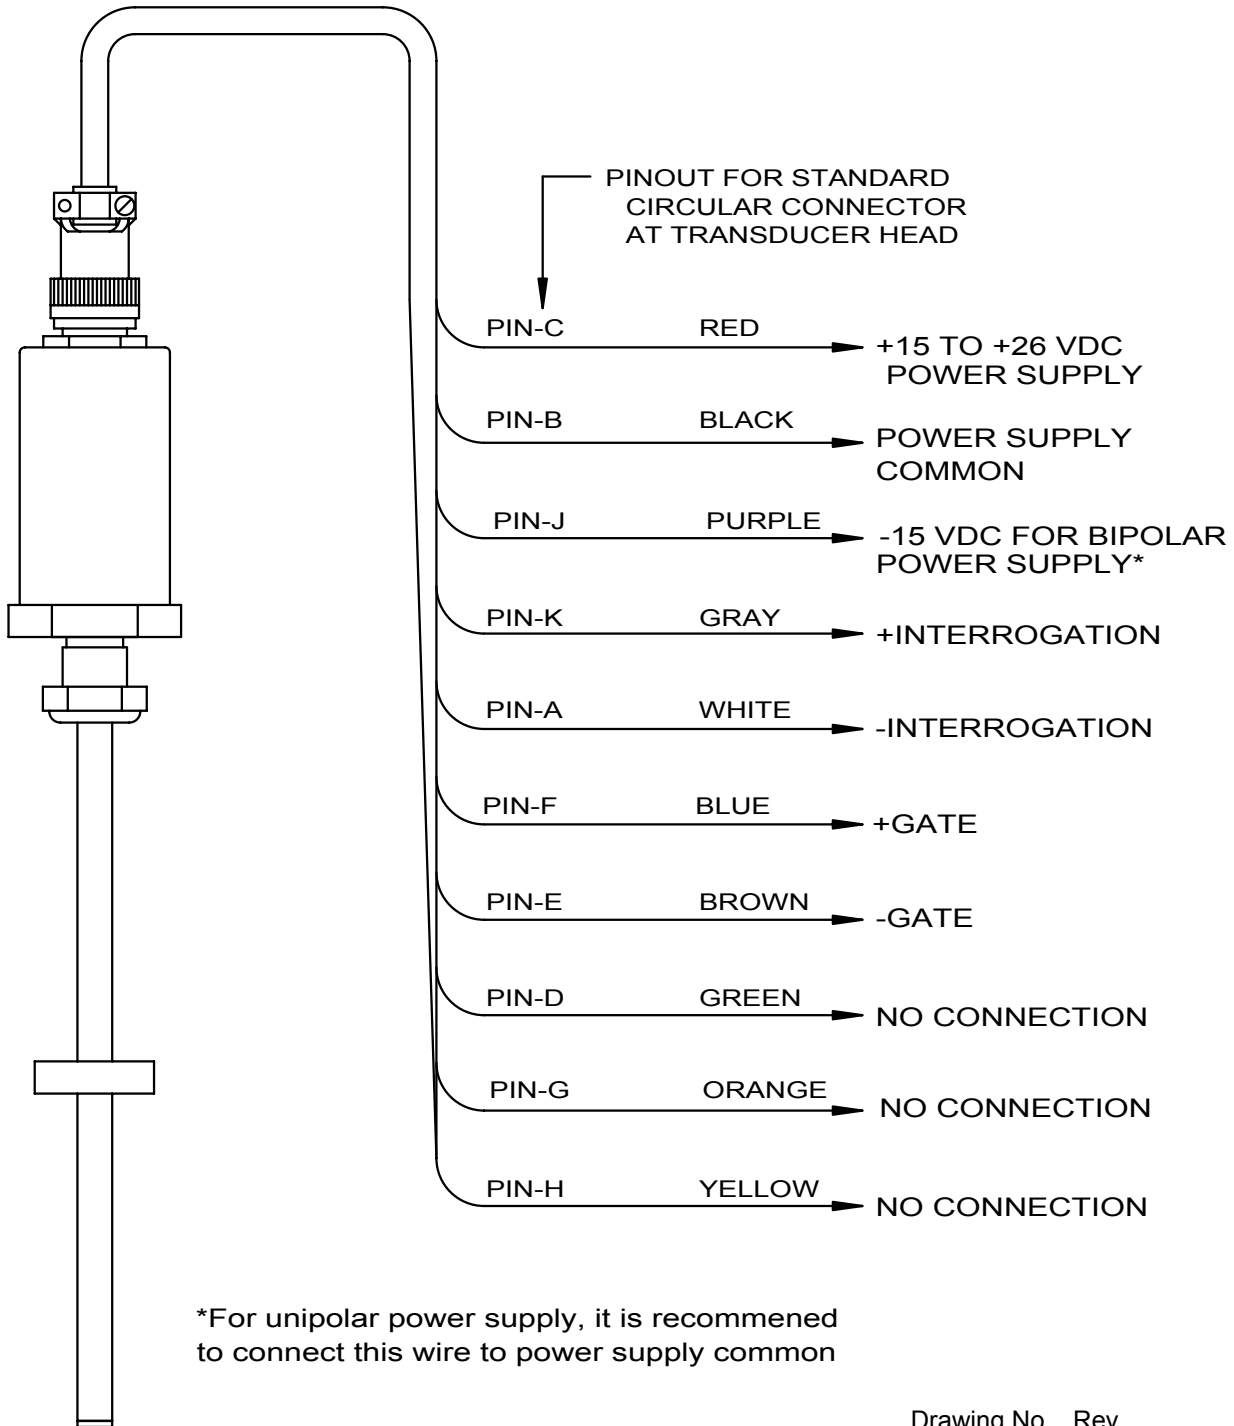 PINOUT FOR STANDARD
CIRCULAR CONNECTOR
AT TRANSDUCER HEAD
PIN-C RED +15 TO +26 VDC
POWER SUPPLY
PIN-B BLACK POWER SUPPLY
COMMON
PIN-J PURPLE -15 VDC FOR BIPOLAR
POWER SUPPLY*
PIN-K GRAY +INTERROGATION
PIN-A WHITE -INTERROGATION
PIN-F BLUE +GATE
PIN-E BROWN -GATE
PIN-D GREEN NO CONNECTION
PIN-G ORANGE NO CONNECTION
PIN-H YELLOW NO CONNECTION
*For unipolar power supply, it is recommened
to connect this wire to power supply common
Drawing No. Rev